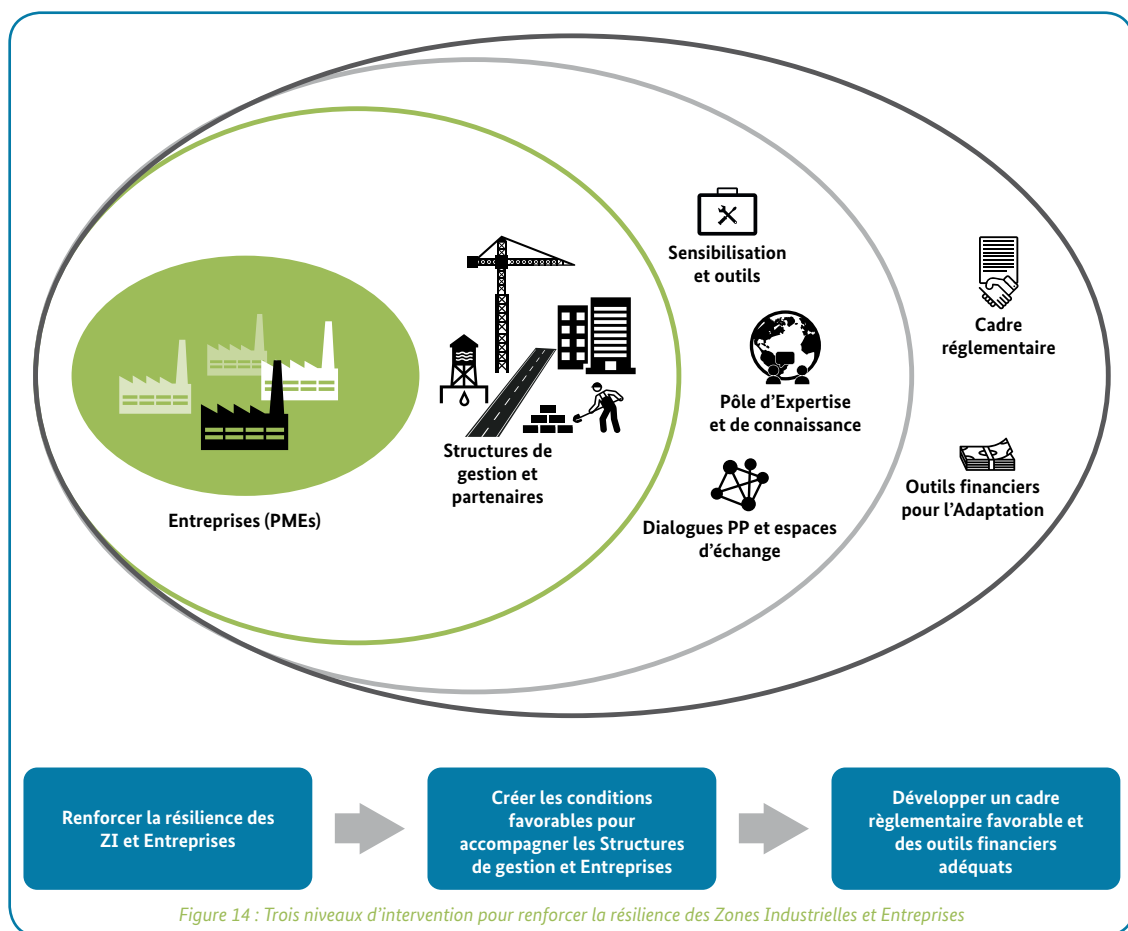 Sensibilisation
et outils
Cadre
réglementaire
Pôle d'Expertise
et de connaissance
Structures de
gestion et
partenaires
Outils financiers
pour l'Adaptation
Entreprises (PMEs)
Dialogues PP et espaces
d'échange
Renforcer la résilience des
ZI et Entreprises
Créer les conditions
favorables pour
accompagner les Structures
de gestion et Entreprises
Développer un cadre
règlementaire favorable et
des outils financiers
adéquats
Figure 14 : Trois niveaux d'intervention pour renforcer la résilience des Zones Industrielles et Entreprises